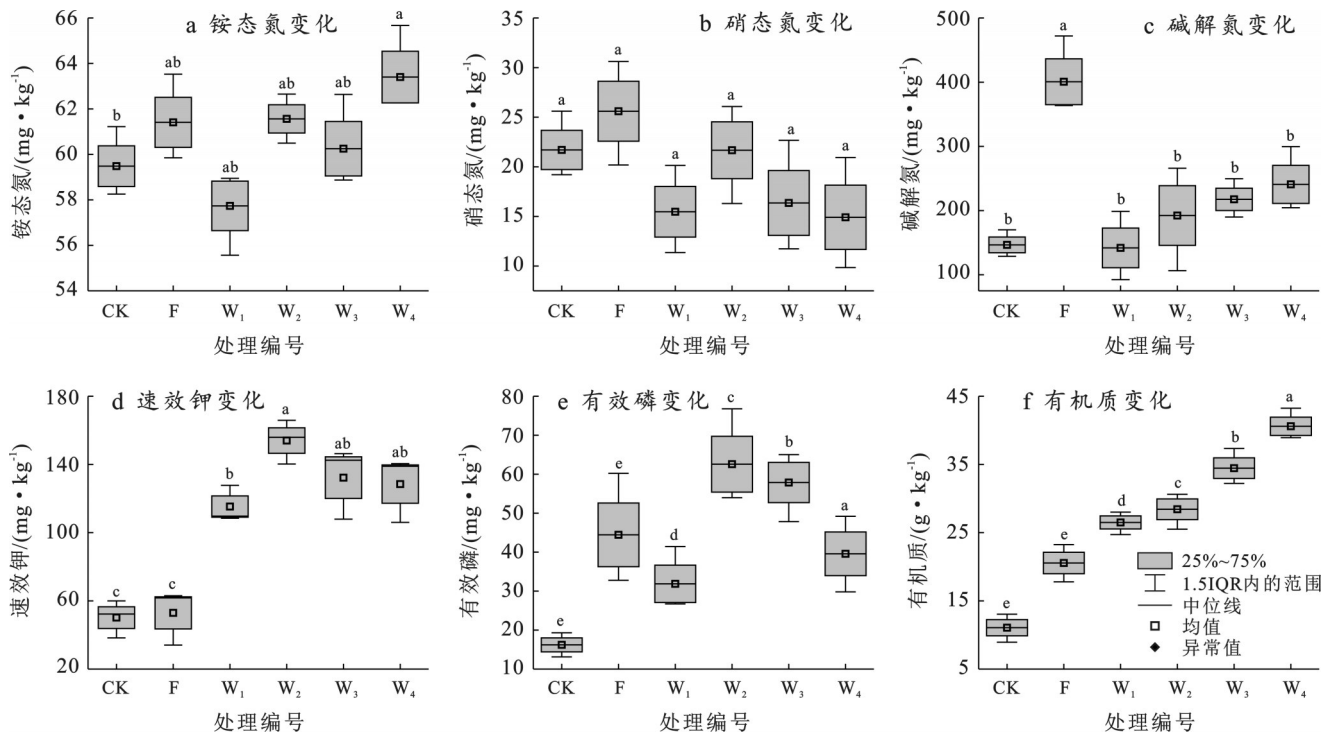 a 铵态氮变化
铵态氮/(mg·kg⁻¹)
66
64
62
60
58
56
54
b
ab
ab
ab
ab
a
CK F W₁ W₂ W₃ W₄
处理编号
b 硝态氮变化
硝态氮/(mg·kg⁻¹)
35
30
25
20
15
10
a
a
a
a
a
a
CK F W₁ W₂ W₃ W₄
处理编号
c 碱解氮变化
碱解氮/(mg·kg⁻¹)
500
400
300
200
100
b
a
b
b
b
b
CK F W₁ W₂ W₃ W₄
处理编号
d 速效钾变化
速效钾/(mg·kg⁻¹)
180
140
100
60
20
c
c
b
a
ab
ab
CK F W₁ W₂ W₃ W₄
处理编号
e 有效磷变化
有效磷/(mg·kg⁻¹)
80
70
60
50
40
30
20
10
e
e
d
c
b
a
CK F W₁ W₂ W₃ W₄
处理编号
f 有机质变化
有机质/(g·kg⁻¹)
45
35
25
15
5
e
e
d
c
b
a
25%~75%
1.5IQR内的范围
中位线
均值
异常值
CK F W₁ W₂ W₃ W₄
处理编号